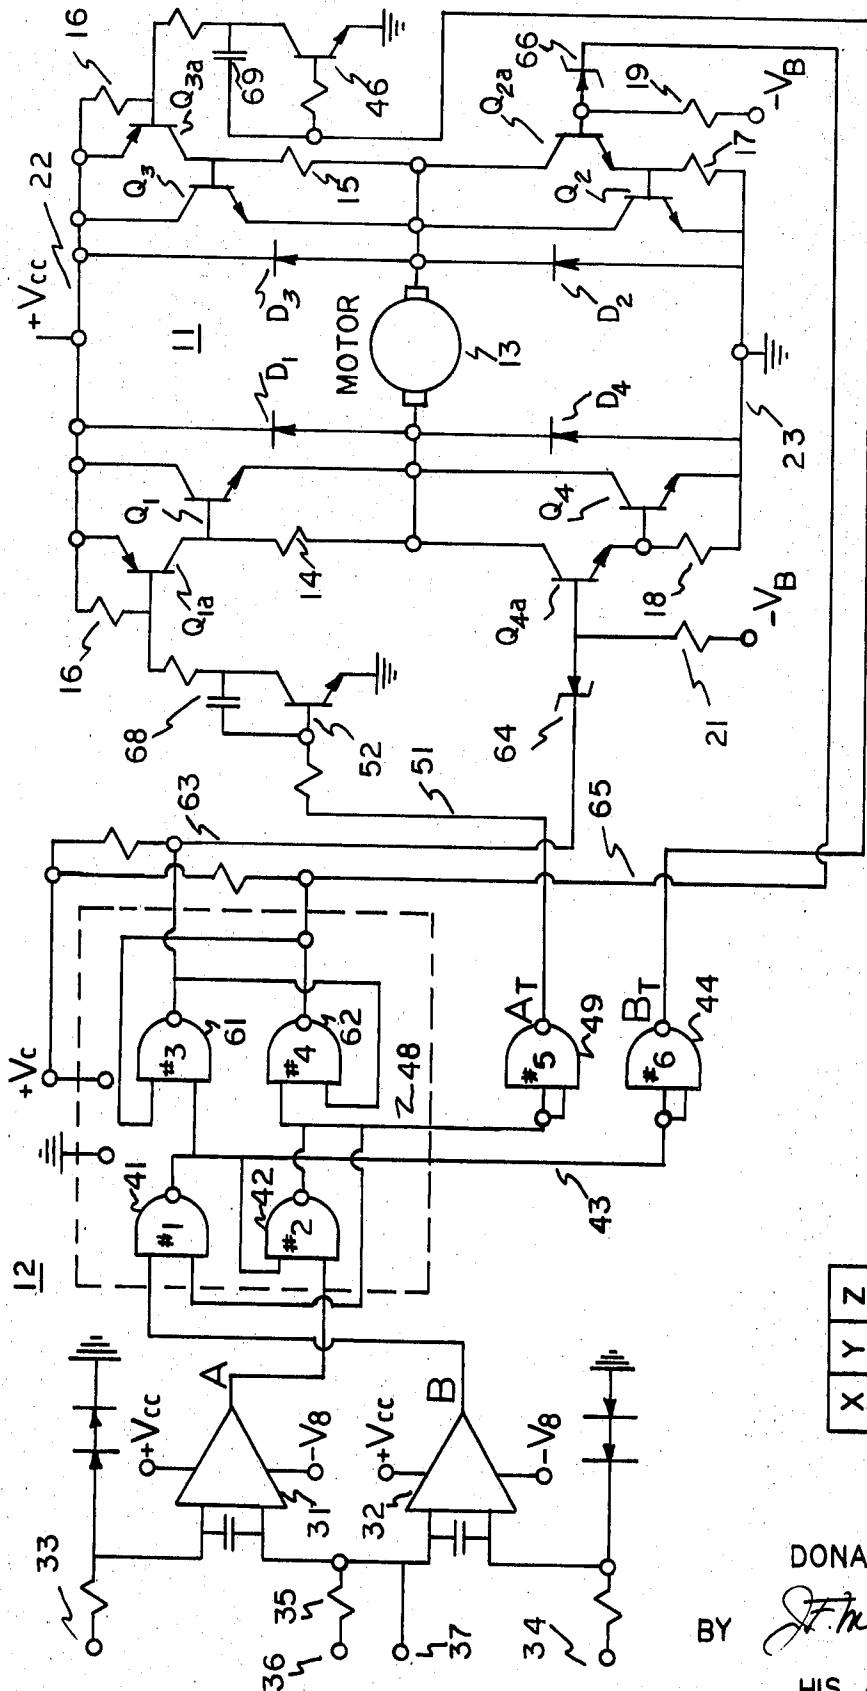 12
33
+Vcc
A
31
-V8
35
36
37
+Vcc
B
32
-V8
34
41
#1
42
#2
43
+Vc
#3
61
#4
62
48
63
65
#5
AT
49
#6
BT
44
51
52
68
16
Q1a
Q1
14
64
Q4a
Q4
18
21
-VB
+Vcc
22
11
D1
D3
MOTOR
13
D4
D2
23
16
Q3a
Q3
15
69
46
Q2a
Q2
66
19
17
-VB
X Y Z
DONA
BY
HIS